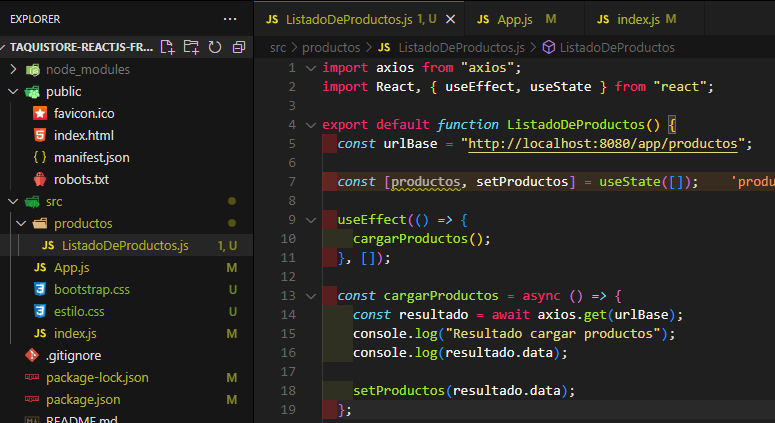 EXPLORER
TAQUISTORE-REACTJS-FR...
node_modules
public
favicon.ico
index.html
manifest.json
robots.txt
src
productos
JS ListadoDeProductos.js 1, U
JS App.js M
bootstrap.css U
estilo.css U
JS index.js M
.gitignore
package-lock.json M
package.json M
README.md
JS ListadoDeProductos.js 1, U
JS App.js M
JS index.js M
src > productos > JS ListadoDeProductos.js > ListadoDeProductos
1 import axios from "axios";
2 import React, { useEffect, useState } from "react";
3
4 export default function ListadoDeProductos() {
5 const urlBase = "http://localhost:8080/app/productos";
6
7 const [productos, setProductos] = useState([]); 'produ
8
9 useEffect(() => {
10 cargarProductos();
11 }, []);
12
13 const cargarProductos = async () => {
14 const resultado = await axios.get(urlBase);
15 console.log("Resultado cargar productos");
16 console.log(resultado.data);
17
18 setProductos(resultado.data);
19 };